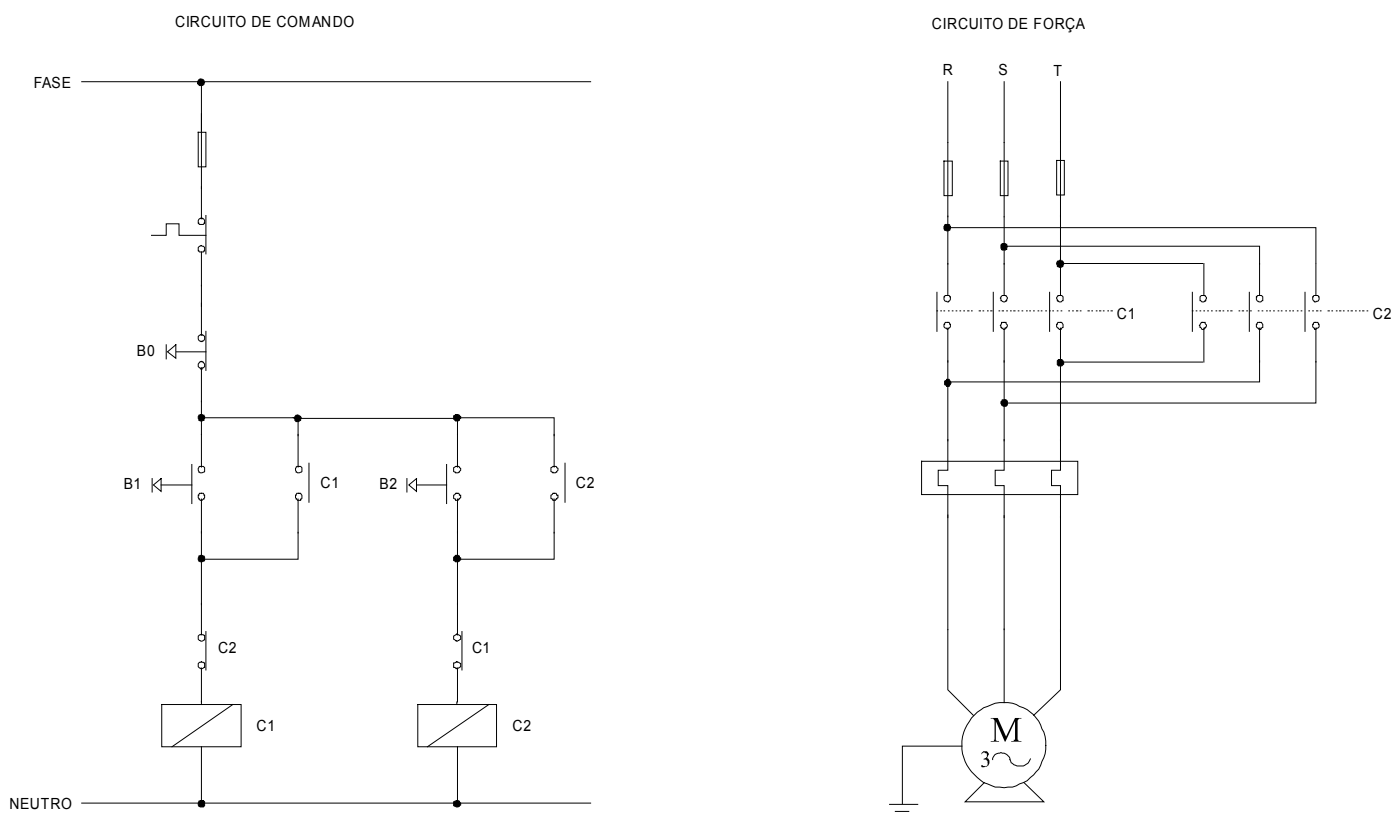 CIRCUITO DE COMANDO
CIRCUITO DE FORÇA
FASE
R S T
C1
C2
B0
B1
C1
B2
C2
C2
C1
C1
C2
M
3
NEUTRO